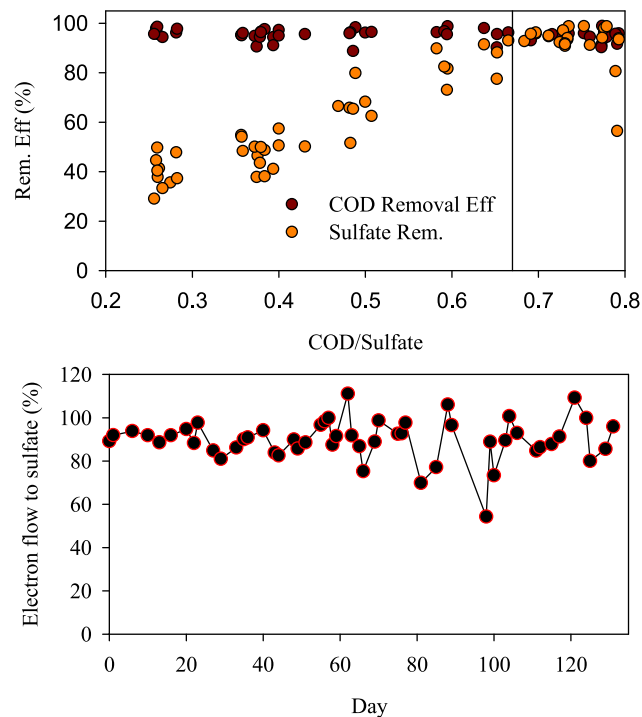 100
80
60
40
20
0
Rem. Eff (%)
COD Removal Eff
Sulfate Rem.
0.2 0.3 0.4 0.5 0.6 0.7 0.8
COD/Sulfate
120
100
80
60
40
20
0
Electron flow to sulfate (%)
0 20 40 60 80 100 120
Day